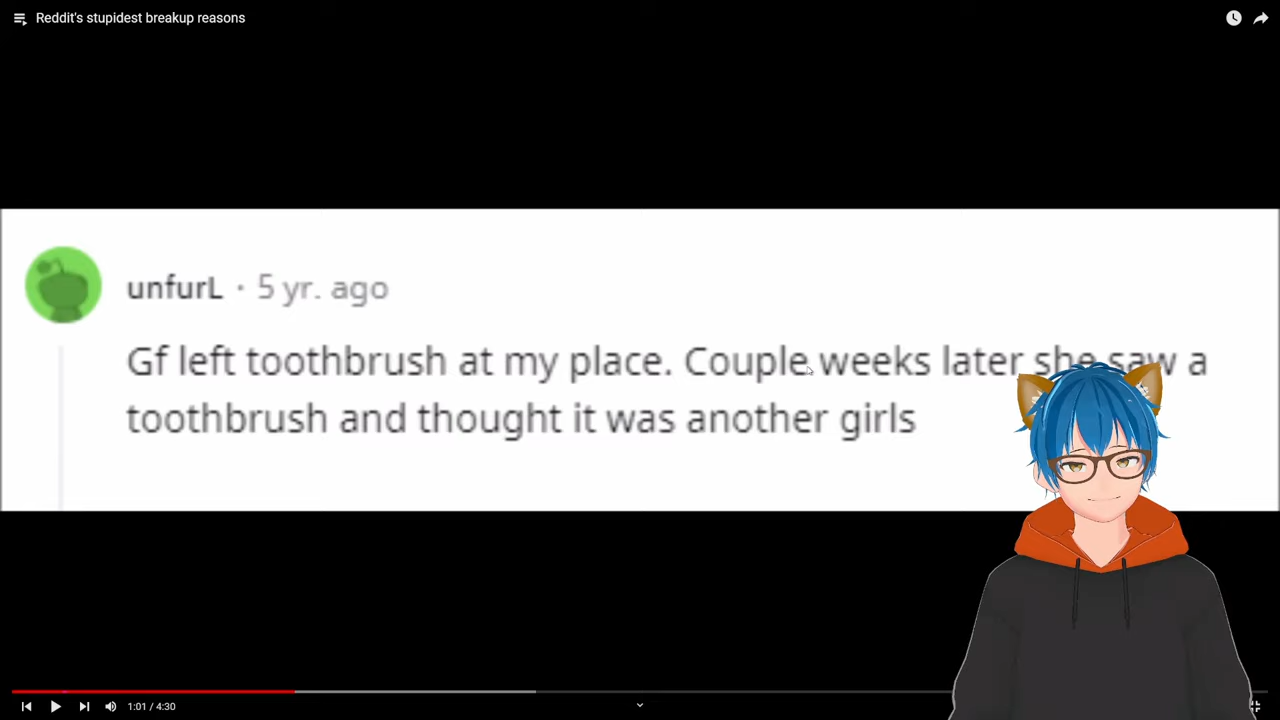 Reddit's stupidest breakup reasons
unfurL · 5 yr. ago
Gf left toothbrush at my place. Couple weeks later she saw a
toothbrush and thought it was another girls
1:01 / 4:30